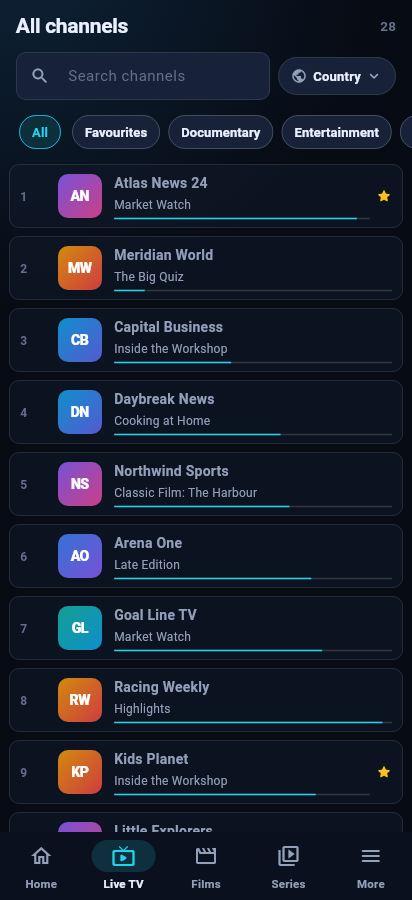 All channels
28
Search channels
Country
All
Favourites
Documentary
Entertainment
1
AN
Atlas News 24
Market Watch
2
MW
Meridian World
The Big Quiz
3
CB
Capital Business
Inside the Workshop
4
DN
Daybreak News
Cooking at Home
5
NS
Northwind Sports
Classic Film: The Harbour
6
AO
Arena One
Late Edition
7
GL
Goal Line TV
Market Watch
8
RW
Racing Weekly
Highlights
9
KP
Kids Planet
Inside the Workshop
Little Explorers
Home
Live TV
Films
Series
More